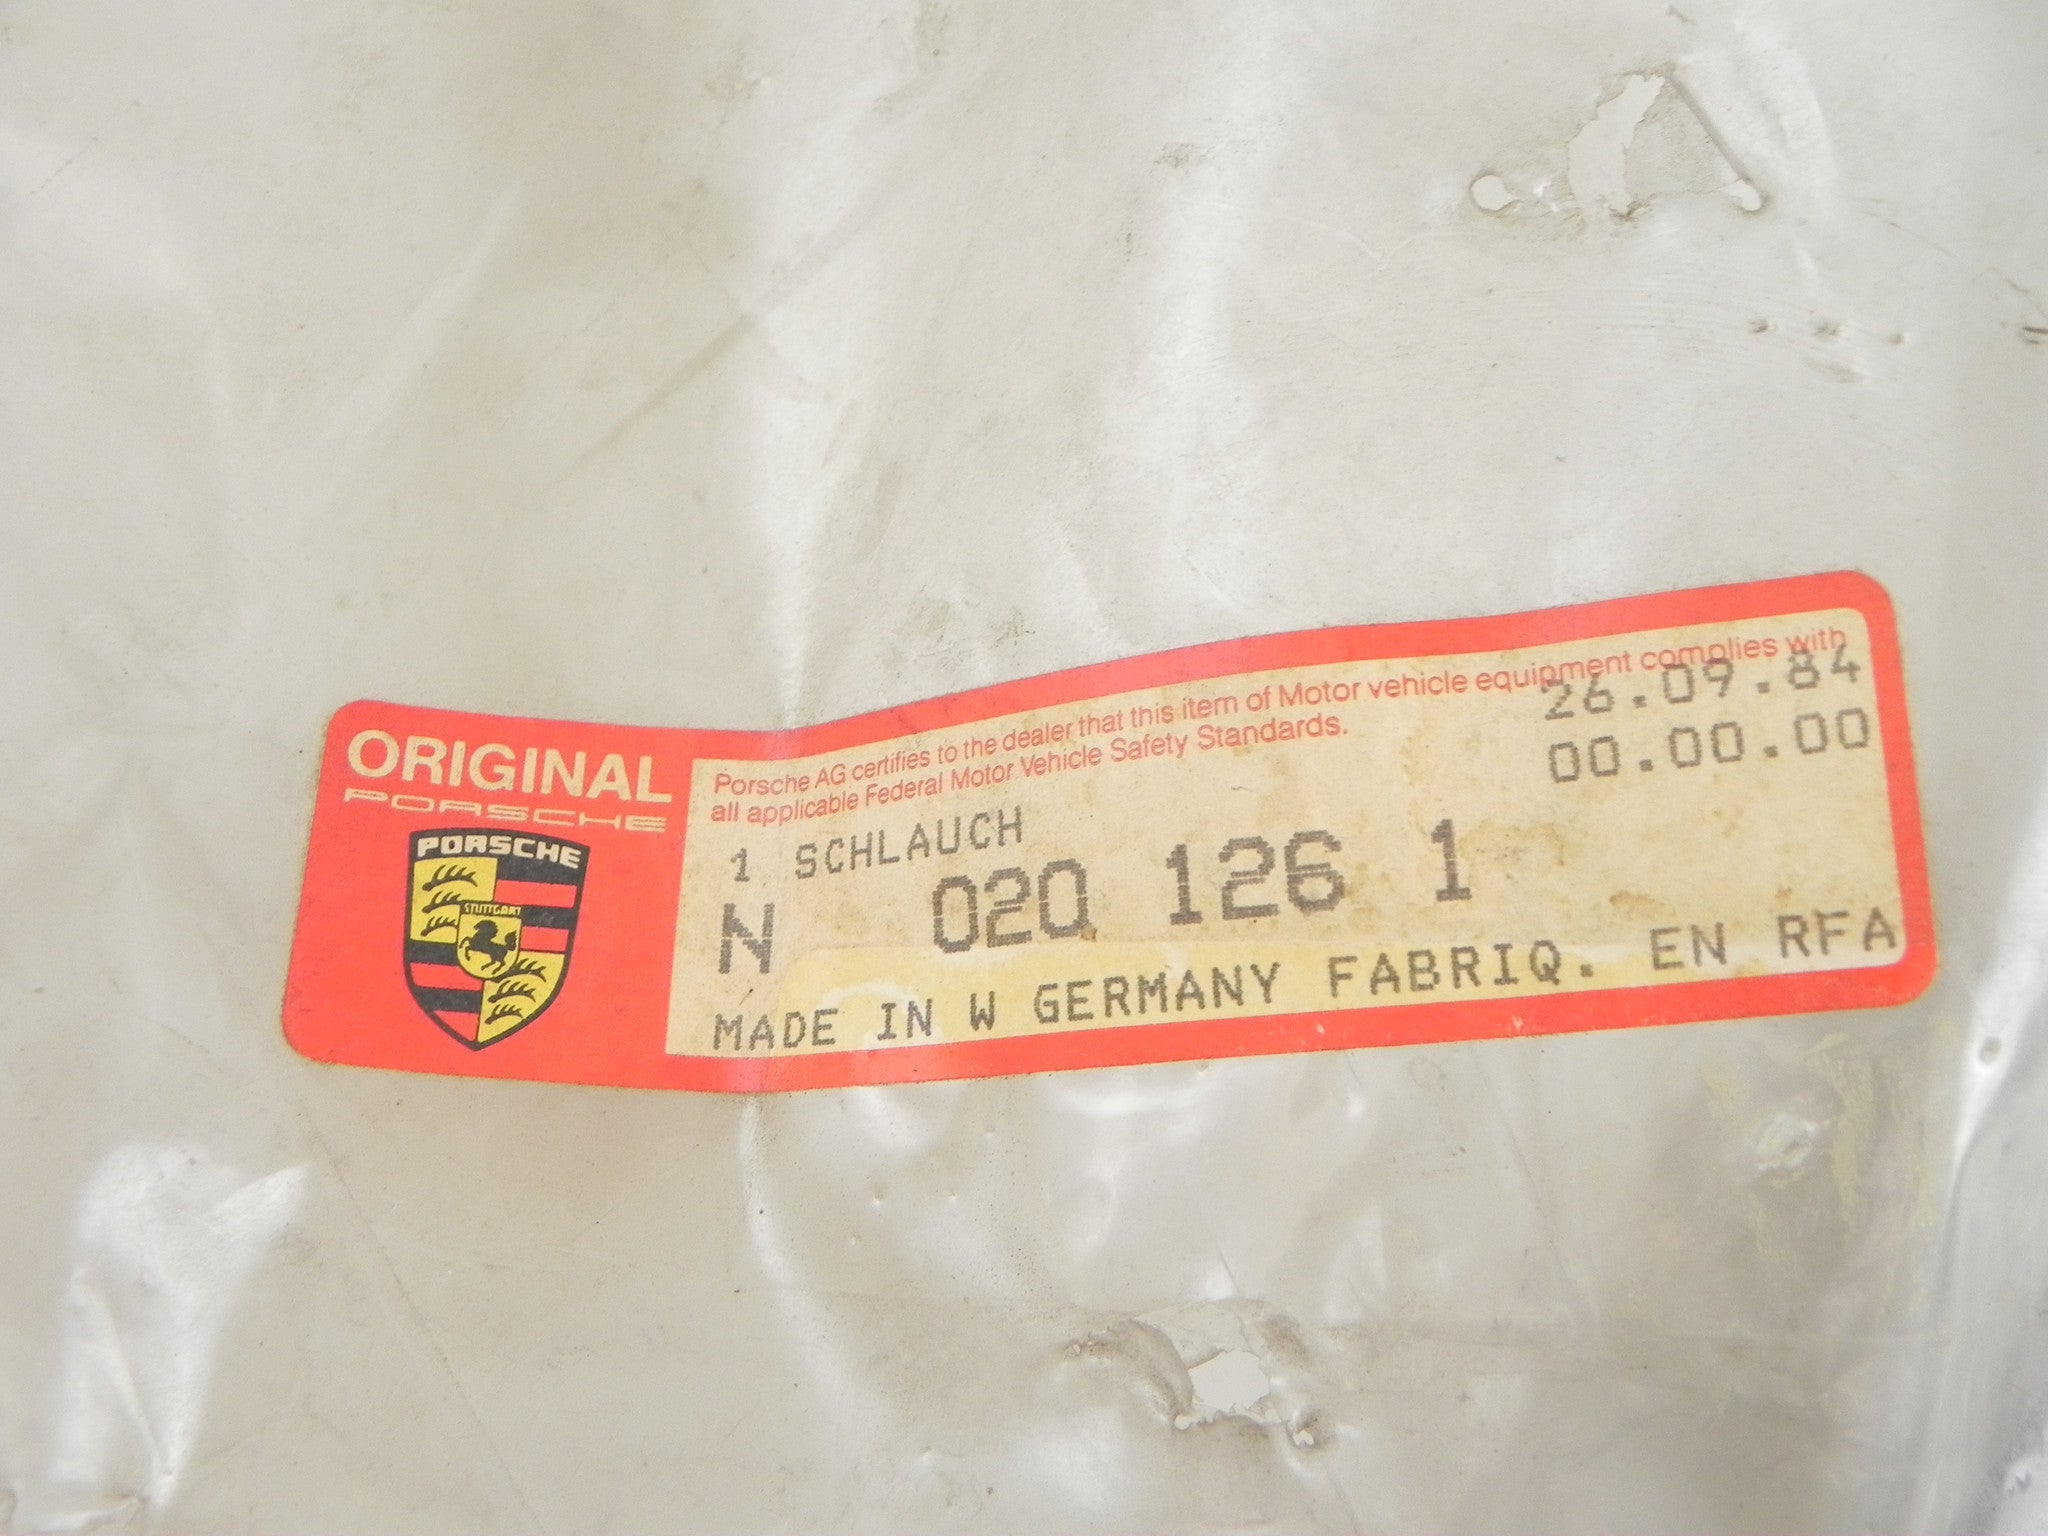 ORIGINAL
PORSCHE
PORSCHE
STUTTGART
Porsche AG certifies to the dealer that this item of Motor vehicle equipment complies with
all applicable Federal Motor Vehicle Safety Standards.
26.09.84
00.00.00
1 SCHLAUCH
N 020 126 1
MADE IN W GERMANY FABRIQ. EN RFA